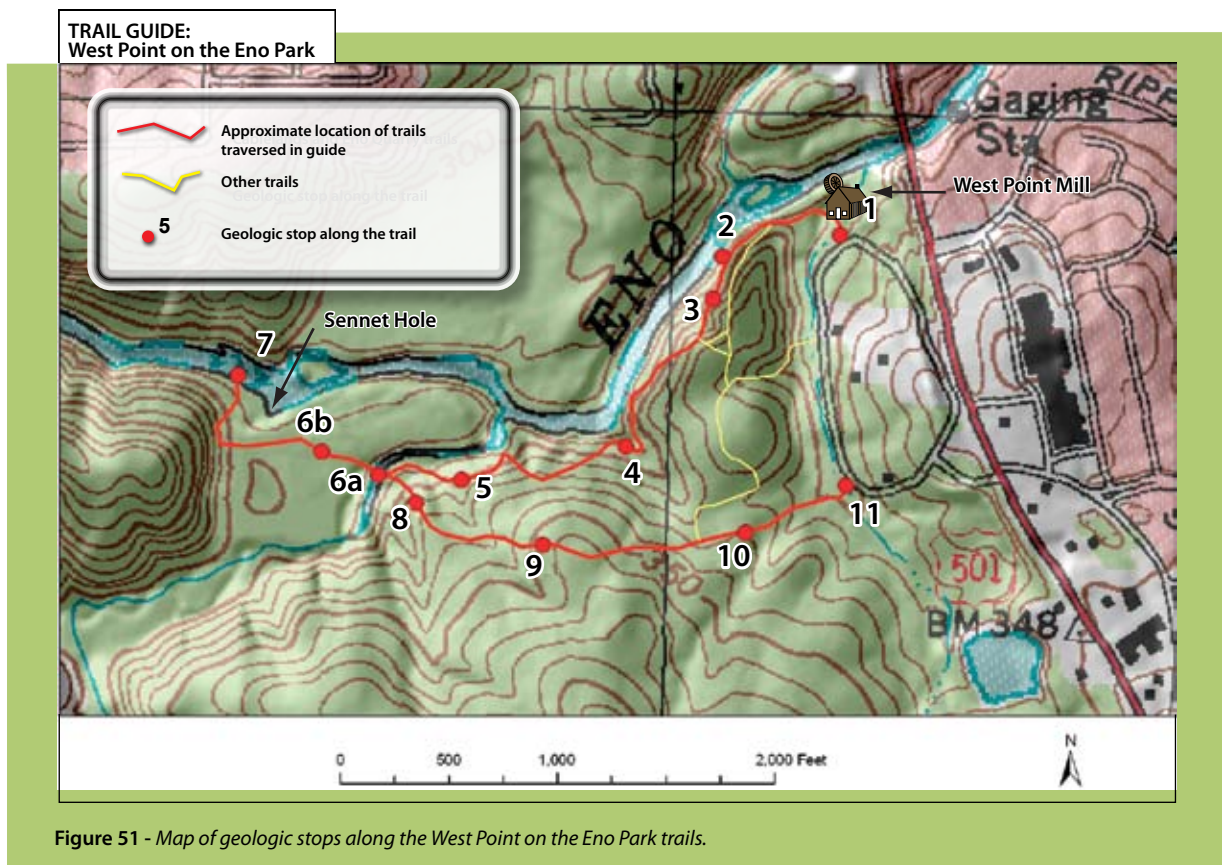 TRAIL GUIDE:
West Point on the Eno Park
Approximate location of trails
traversed in guide
Other trails
5
Geologic stop along the trail
Gaging
Sta
West Point Mill
1
2
3
ENO
Sennet Hole
7
6b
6a
5
4
8
9
10
11
350
501
BM 348
0 500 1,000 2,000 Feet
N
Figure 51 - Map of geologic stops along the West Point on the Eno Park trails.